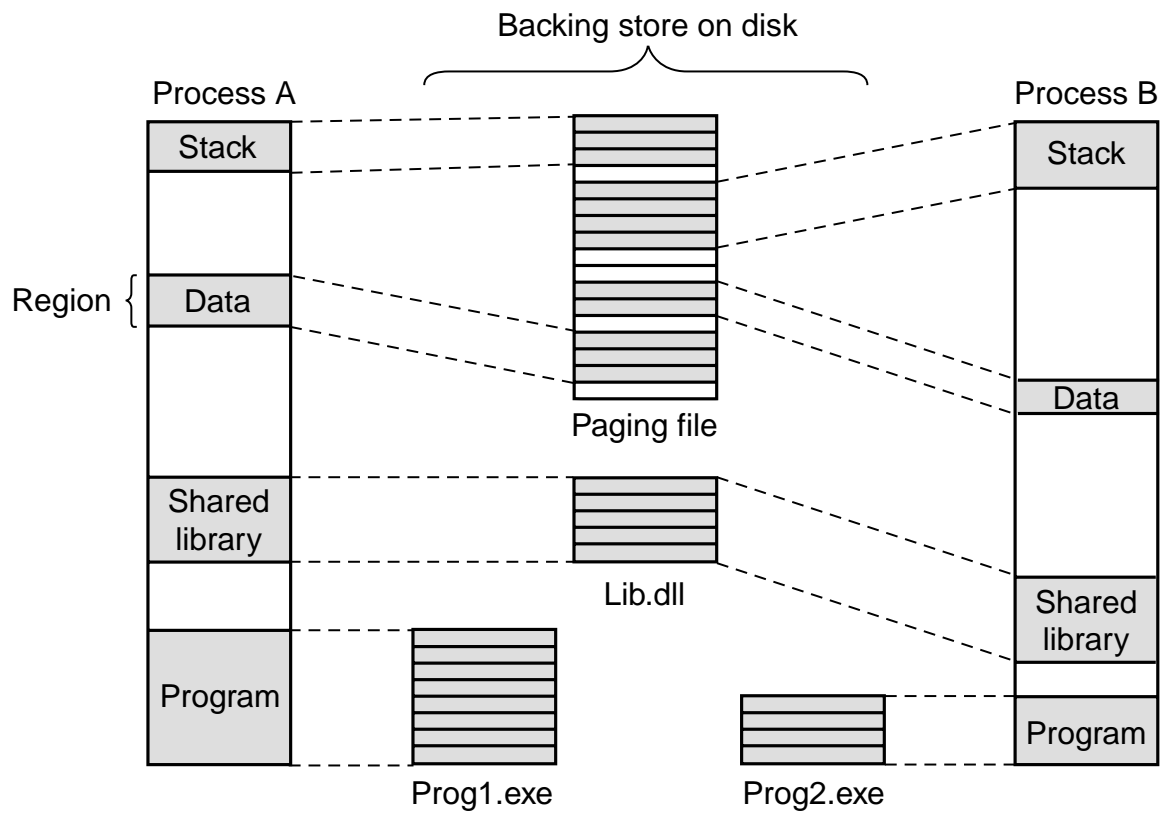 Backing store on disk
Process A
Process B
Stack
Stack
Region
Data
Data
Paging file
Shared
library
Lib.dll
Shared
library
Program
Program
Prog1.exe
Prog2.exe